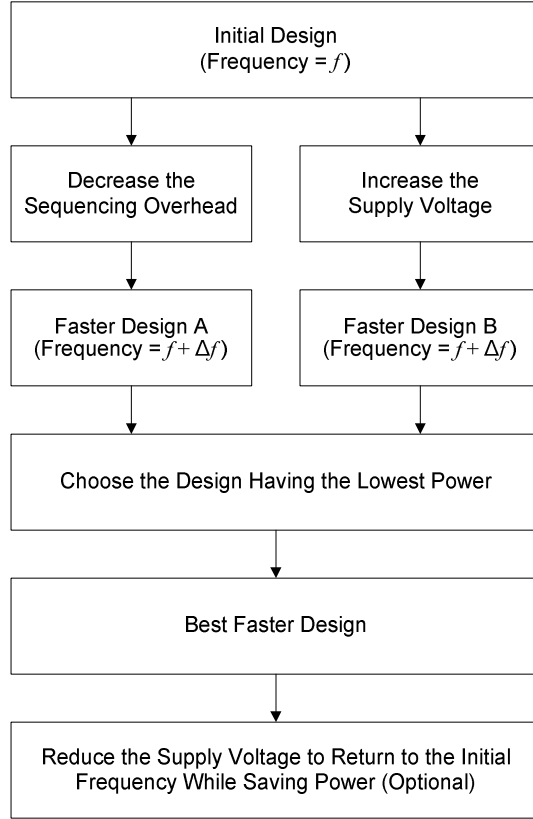 Initial Design
(Frequency = f)
Decrease the
Sequencing Overhead
Increase the
Supply Voltage
Faster Design A
(Frequency = f + Δf)
Faster Design B
(Frequency = f + Δf)
Choose the Design Having the Lowest Power
Best Faster Design
Reduce the Supply Voltage to Return to the Initial
Frequency While Saving Power (Optional)